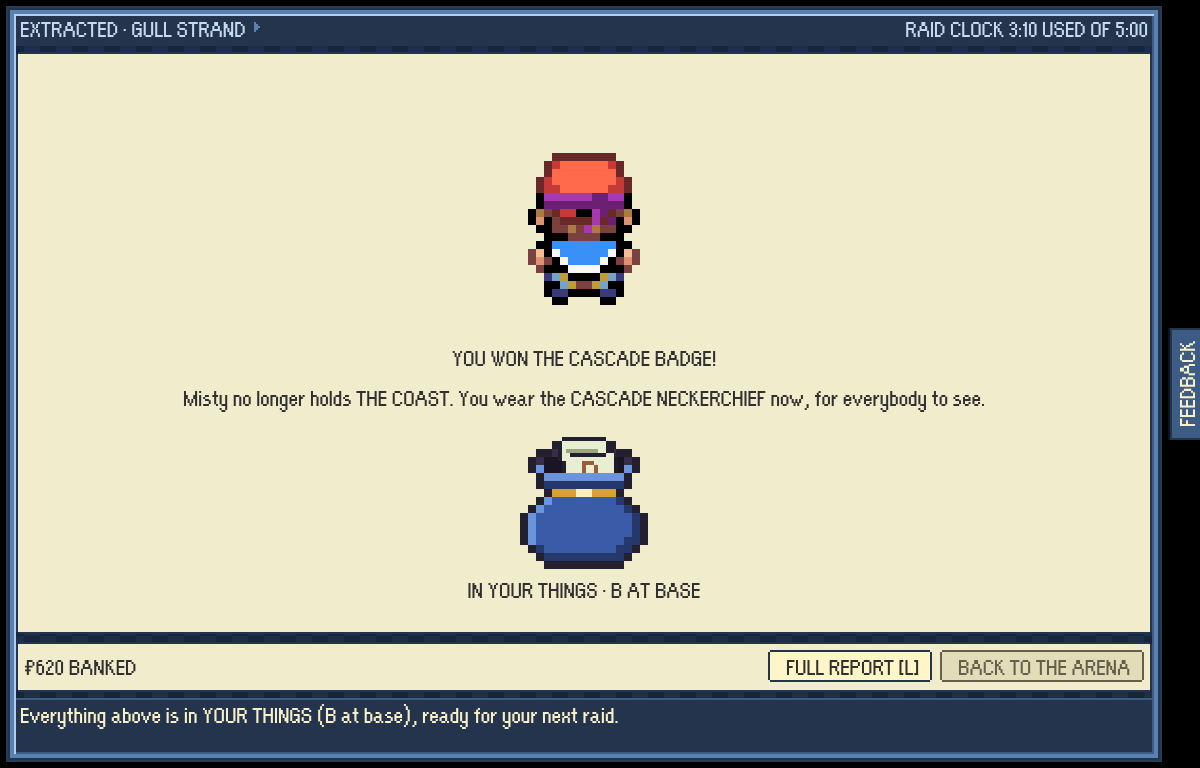 EXTRACTED · GULL STRAND
RAID CLOCK 3:10 USED OF 5:00
YOU WON THE CASCADE BADGE!
Misty no longer holds THE COAST. You wear the CASCADE NECKERCHIEF now, for everybody to see.
IN YOUR THINGS · B AT BASE
₽620 BANKED
FULL REPORT [L]
BACK TO THE ARENA
Everything above is in YOUR THINGS (B at base), ready for your next raid.
FEEDBACK